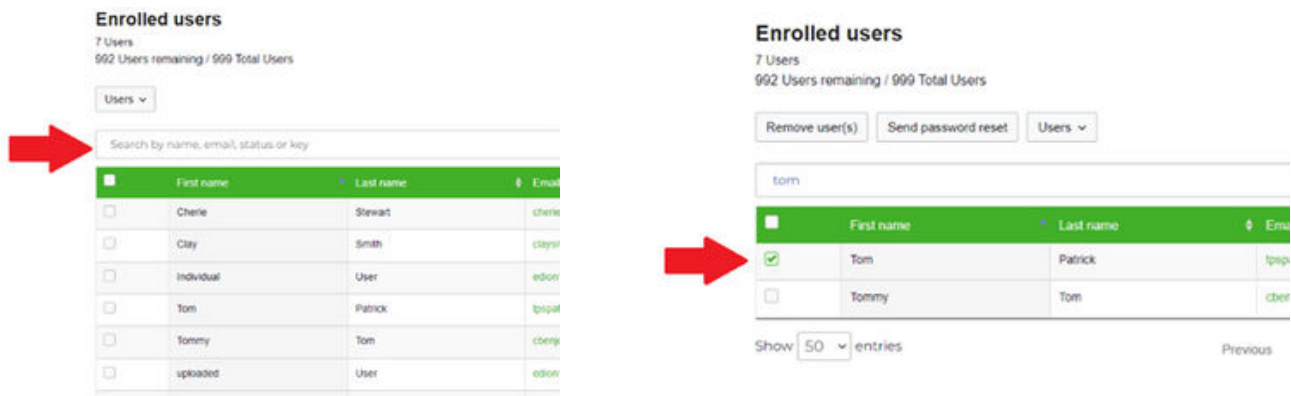 Enrolled users
7 Users
992 Users remaining / 999 Total Users
Users
Search by name, email, status or key
First name Last name
Cherie Stewart
Clay Smith
Individual User
Tom Patrick
Tommy Tom
uploaded User
Enrolled users
7 Users
992 Users remaining / 999 Total Users
Remove user(s) Send password reset Users
tom
First name Last name
Tom Patrick
Tommy Tom
Show 50 entries
Previous